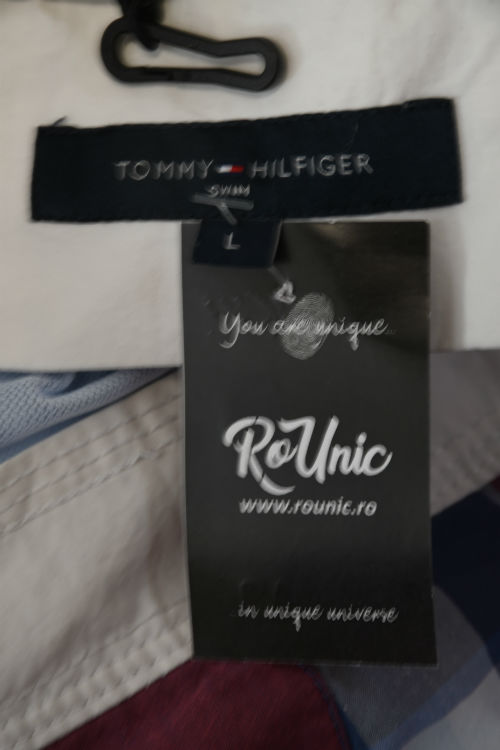 TOMMY HILFIGER
SWIM
L
You are unique...
RoUnic
www.rounic.ro
...in unique universe